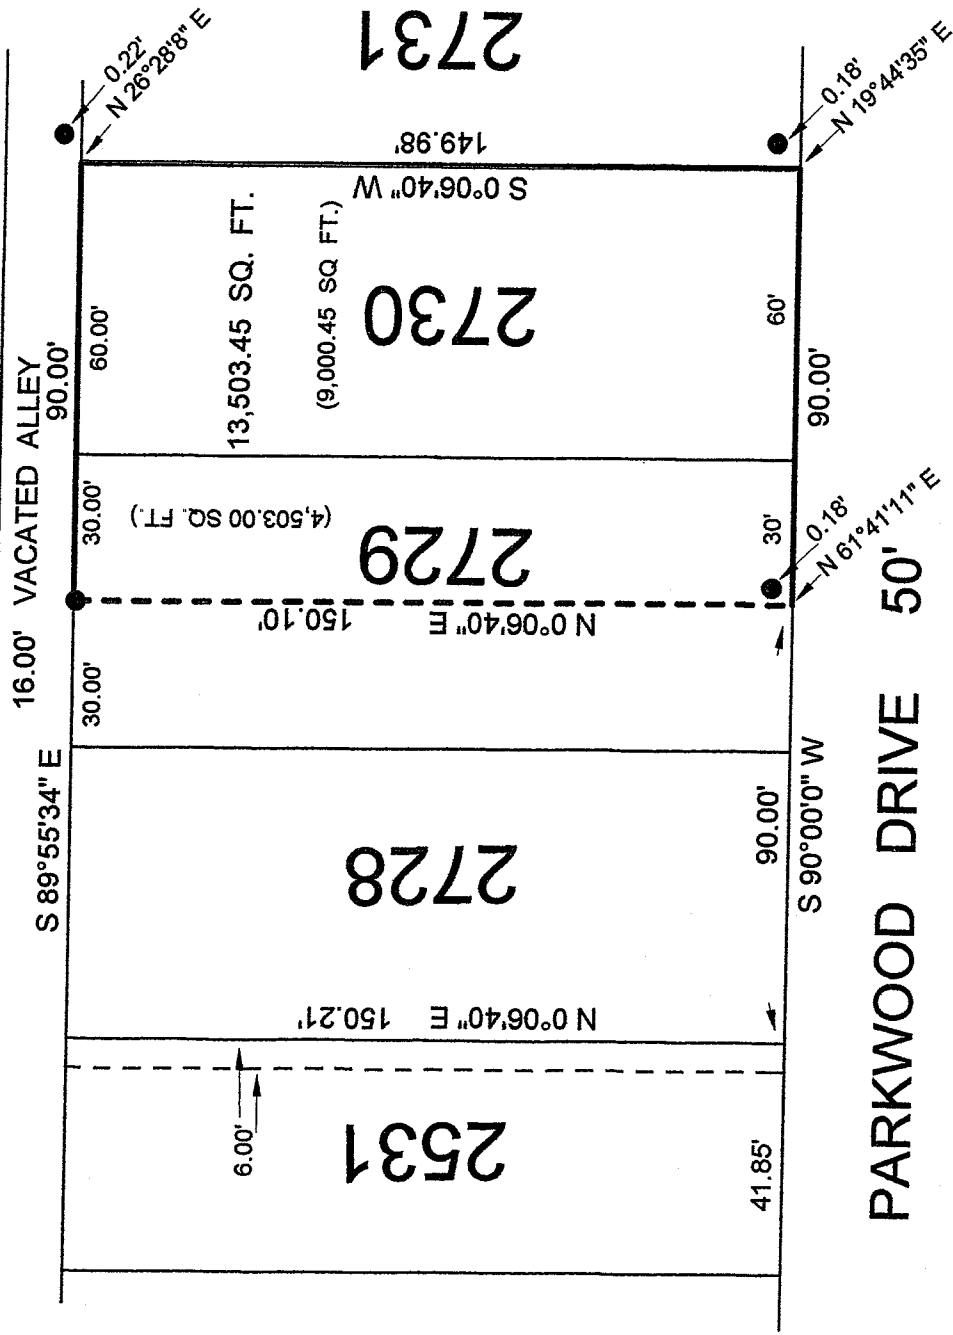 16.00' VACATED ALLEY
S 89°55'34" E
90.00'
30.00'
30.00'
60.00'
0.22'
N 26°28'8" E
6.00'
2531
N 0°06'40" E 150.21'
2728
N 0°06'40" E 150.10'
2729
(4,503.00 SQ. FT.)
13,503.45 SQ. FT.
(9,000.45 SQ FT.)
2730
S 0°06'40" W
149.98'
2731
41.85'
90.00'
30'
60'
0.18'
N 61°41'11" E
0.18'
N 19°44'35" E
S 90°00'0" W
90.00'
PARKWOOD DRIVE 50'